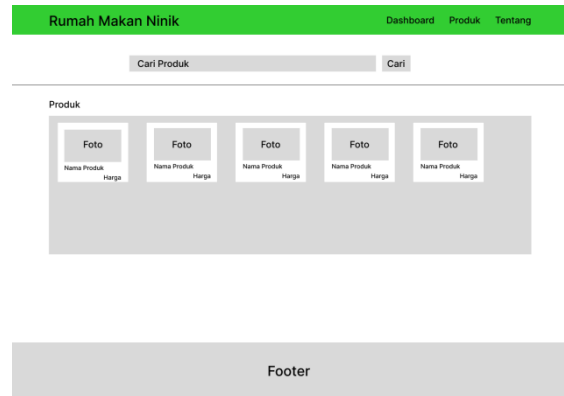 Rumah Makan Ninik Dashboard Produk Tentang
Cari Produk Cari
Produk
Foto Foto Foto Foto Foto
Nama Produk Nama Produk Nama Produk Nama Produk Nama Produk
Harga Harga Harga Harga Harga
Footer